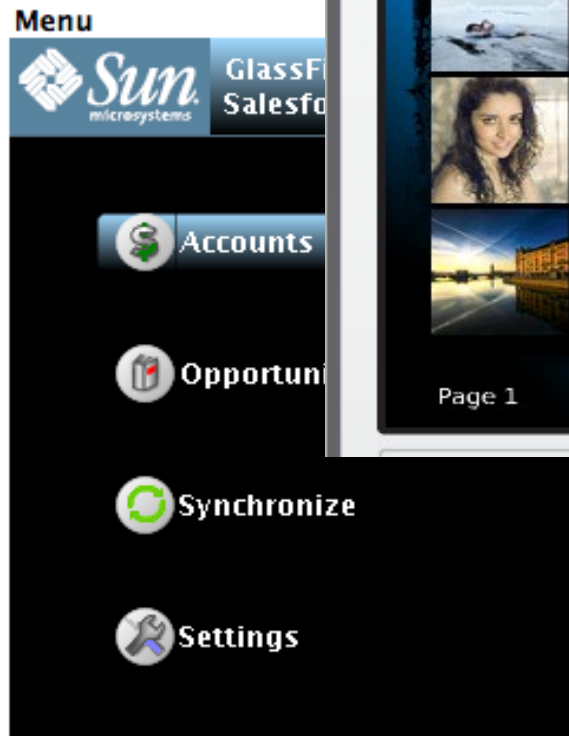 Menu
Sun
microsystems
GlassFi
Salesfo
Accounts
Opportuni
Page 1
Synchronize
Settings